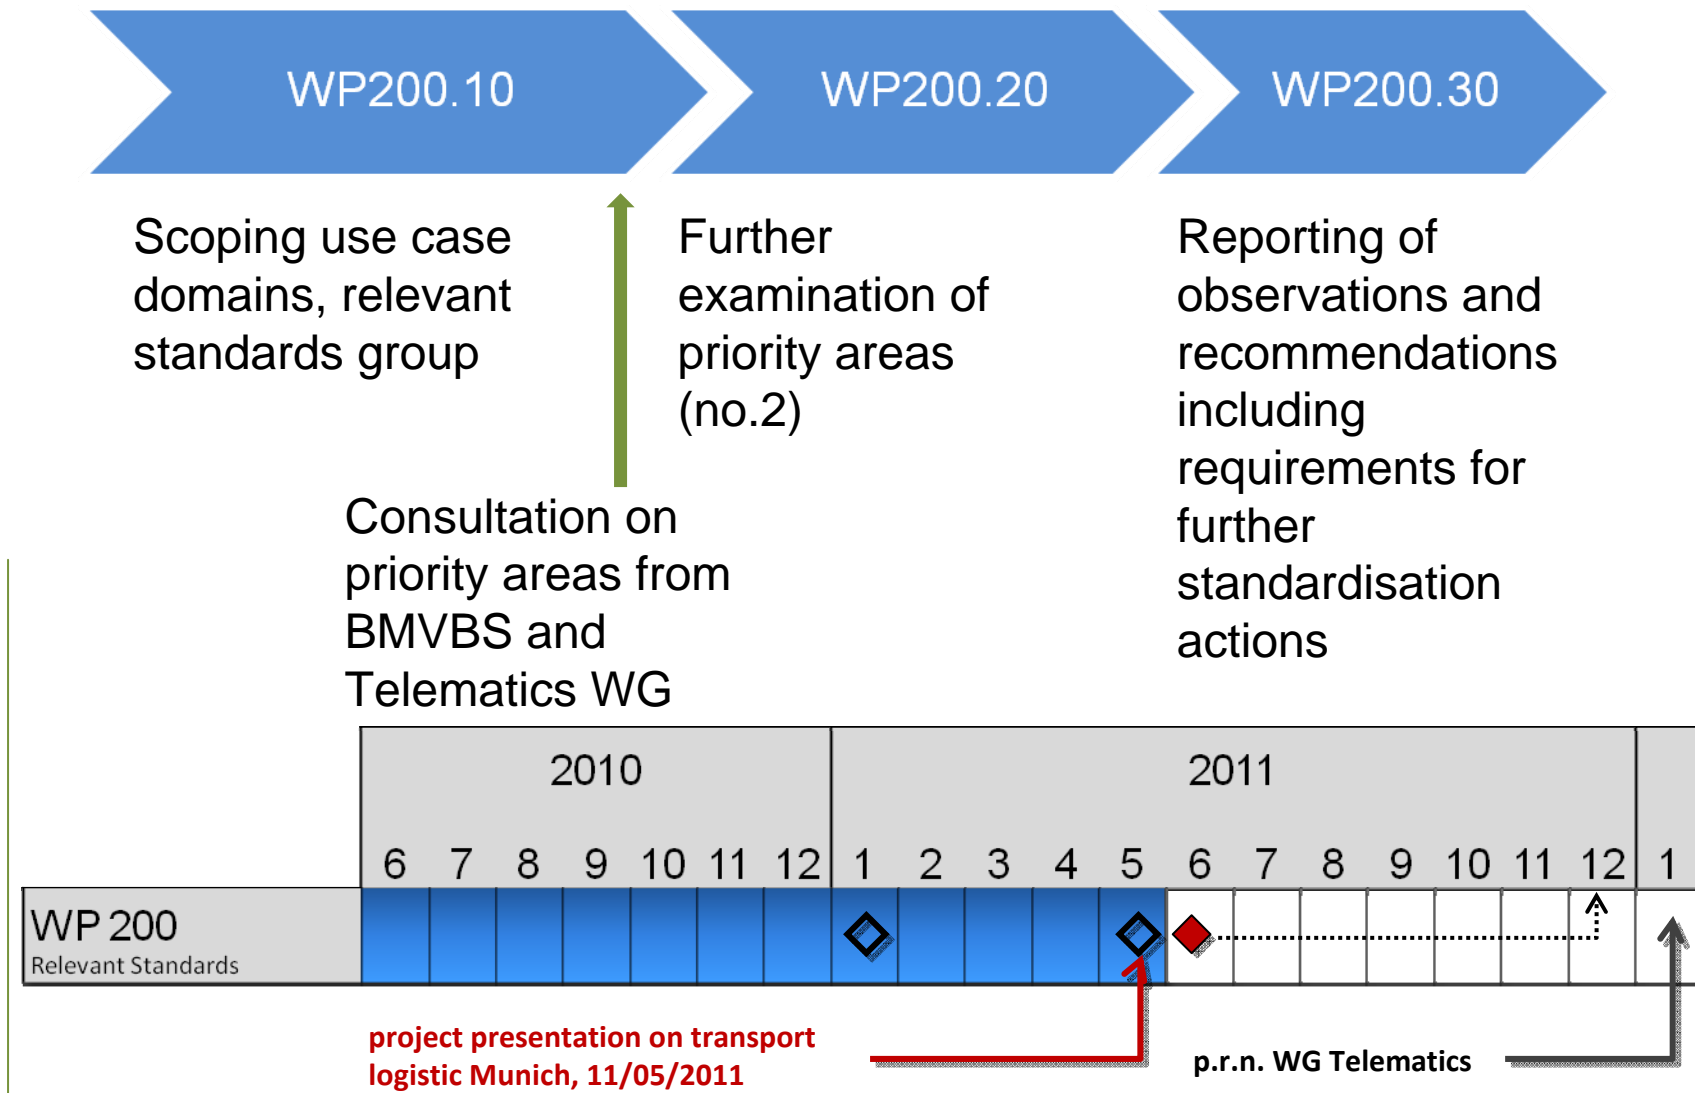 WP200.10
WP200.20
WP200.30
Scoping use case
domains, relevant
standards group
Further
examination of
priority areas
(no.2)
Reporting of
observations and
recommendations
including
requirements for
further
standardisation
actions
Consultation on
priority areas from
BMVBS and
Telematics WG
2010
2011
6 7 8 9 10 11 12 1 2 3 4 5 6 7 8 9 10 11 12 1
WP 200
Relevant Standards
project presentation on transport
logistic Munich, 11/05/2011
p.r.n. WG Telematics